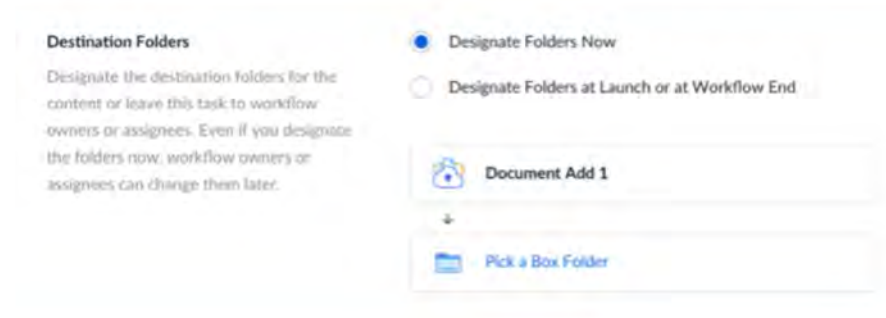 Destination Folders
Designate the destination folders for the
content or leave this task to workflow
owners or assignees. Even if you designate
the folders now, workflow owners or
assignees can change them later.
Designate Folders Now
Designate Folders at Launch or at Workflow End
Document Add 1
Pick a Box Folder